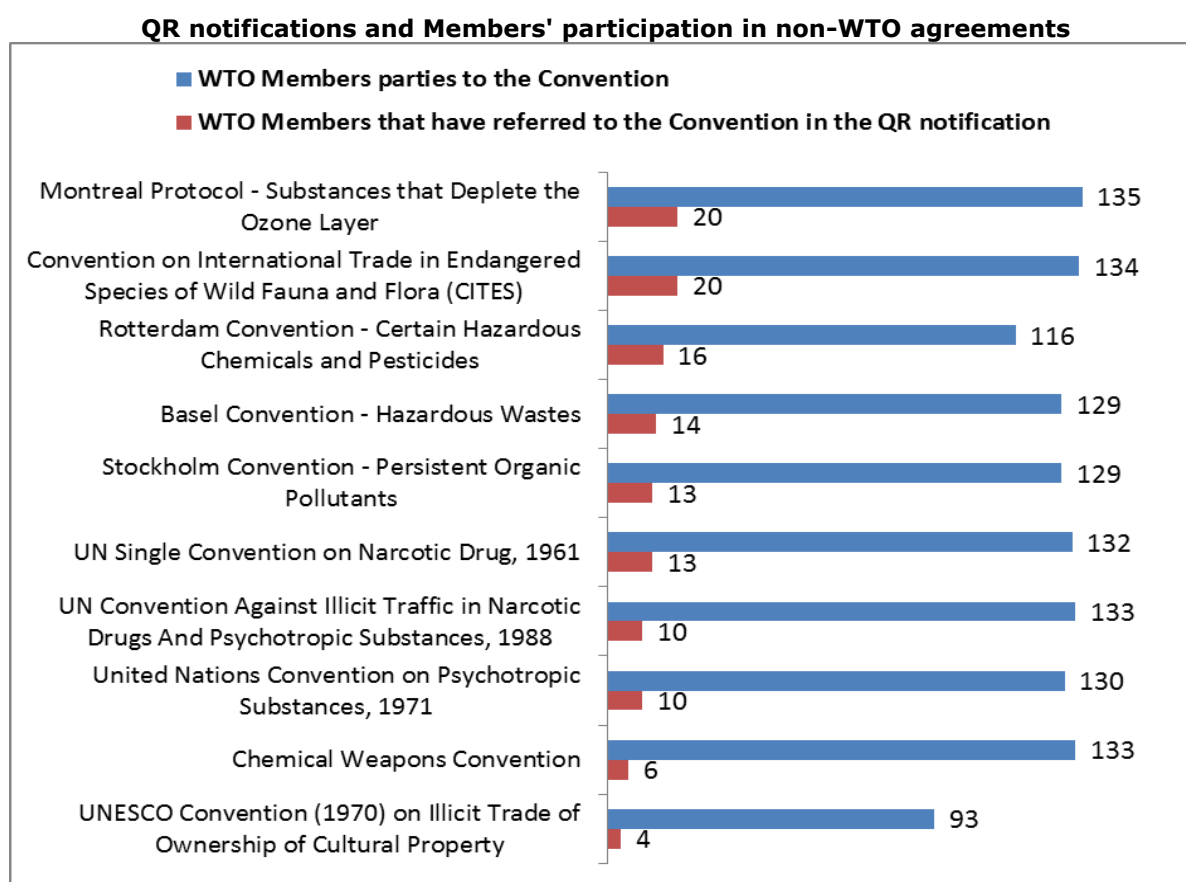 QR notifications and Members' participation in non-WTO agreements
WTO Members parties to the Convention
WTO Members that have referred to the Convention in the QR notification
Montreal Protocol - Substances that Deplete the
Ozone Layer
135
20
Convention on International Trade in Endangered
Species of Wild Fauna and Flora (CITES)
134
20
Rotterdam Convention - Certain Hazardous
Chemicals and Pesticides
116
16
Basel Convention - Hazardous Wastes
129
14
Stockholm Convention - Persistent Organic
Pollutants
129
13
UN Single Convention on Narcotic Drug, 1961
132
13
UN Convention Against Illicit Traffic in Narcotic
Drugs And Psychotropic Substances, 1988
133
10
United Nations Convention on Psychotropic
Substances, 1971
130
10
Chemical Weapons Convention
133
6
UNESCO Convention (1970) on Illicit Trade of
Ownership of Cultural Property
93
4